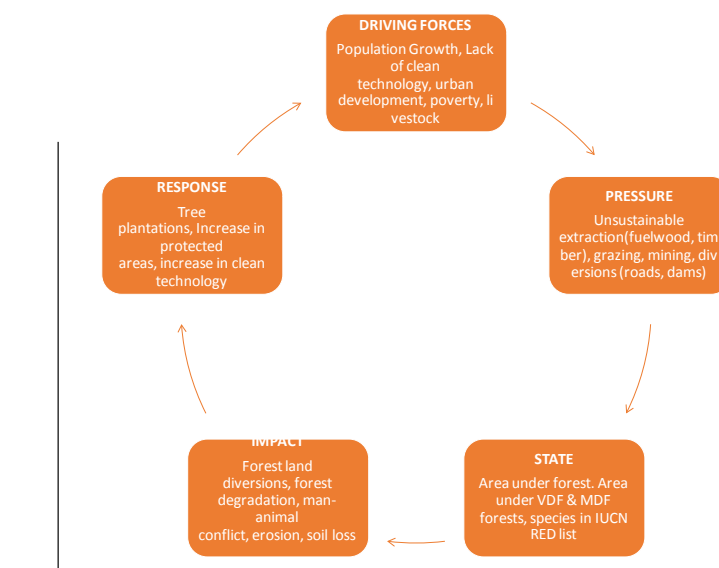 DRIVING FORCES
Population Growth, Lack
of clean
technology, urban
development, poverty, li
vestock
RESPONSE
Tree
plantations, Increase in
protected
areas, increase in clean
technology
PRESSURE
Unsustainable
extraction(fuelwood, tim
ber), grazing, mining, div
ersions (roads, dams)
IMPACT
Forest land
diversions, forest
degradation, man-
animal
conflict, erosion, soil loss
STATE
Area under forest. Area
under VDF & MDF
forests, species in IUCN
RED list